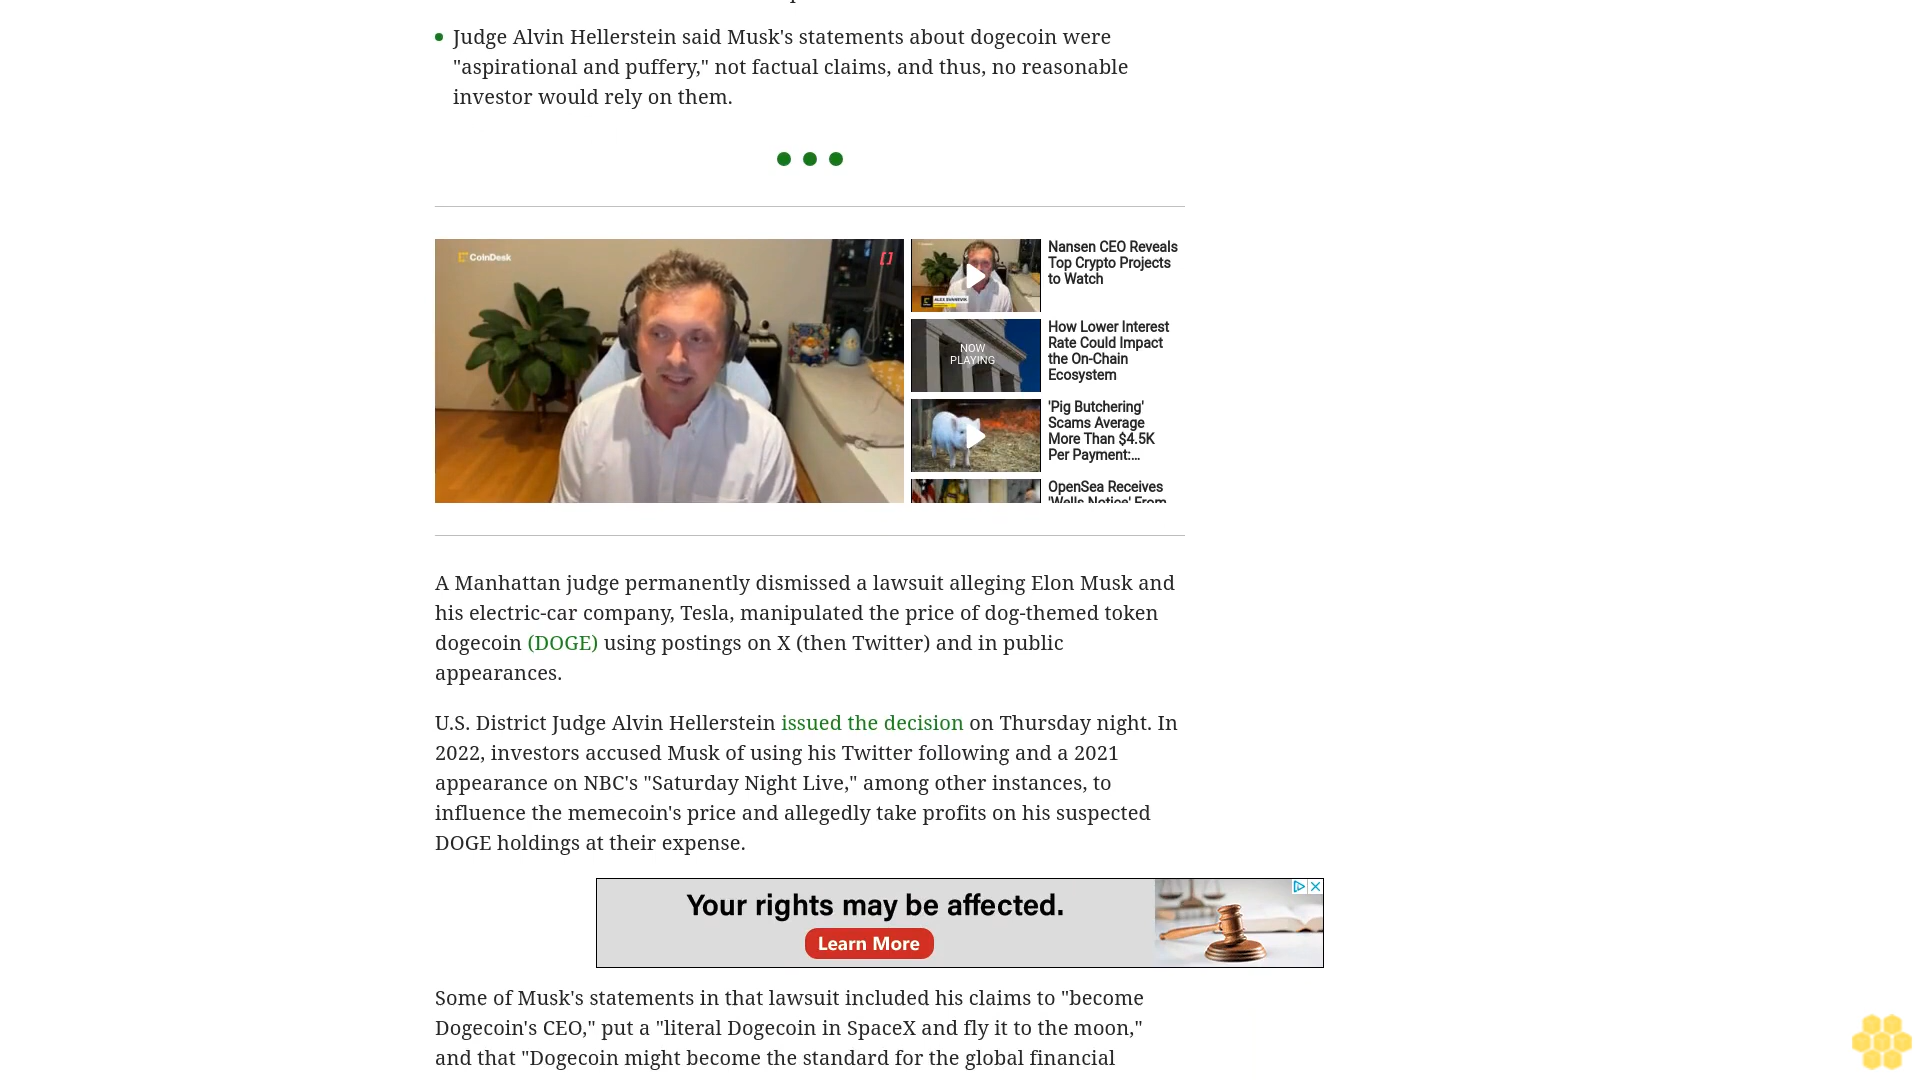 Judge Alvin Hellerstein said Musk's statements about dogecoin were
"aspirational and puffery," not factual claims, and thus, no reasonable
investor would rely on them.
CoinDesk
Nansen CEO Reveals
Top Crypto Projects
to Watch
ALEX SVANEVIK
NOW
PLAYING
How Lower Interest
Rate Could Impact
the On-Chain
Ecosystem
'Pig Butchering'
Scams Average
More Than $4.5K
Per Payment:...
OpenSea Receives
'Wells Notice' From
A Manhattan judge permanently dismissed a lawsuit alleging Elon Musk and
his electric-car company, Tesla, manipulated the price of dog-themed token
dogecoin (DOGE) using postings on X (then Twitter) and in public
appearances.
U.S. District Judge Alvin Hellerstein issued the decision on Thursday night. In
2022, investors accused Musk of using his Twitter following and a 2021
appearance on NBC's "Saturday Night Live," among other instances, to
influence the memecoin's price and allegedly take profits on his suspected
DOGE holdings at their expense.
Your rights may be affected.
Learn More
Some of Musk's statements in that lawsuit included his claims to "become
Dogecoin's CEO," put a "literal Dogecoin in SpaceX and fly it to the moon,"
and that "Dogecoin might become the standard for the global financial